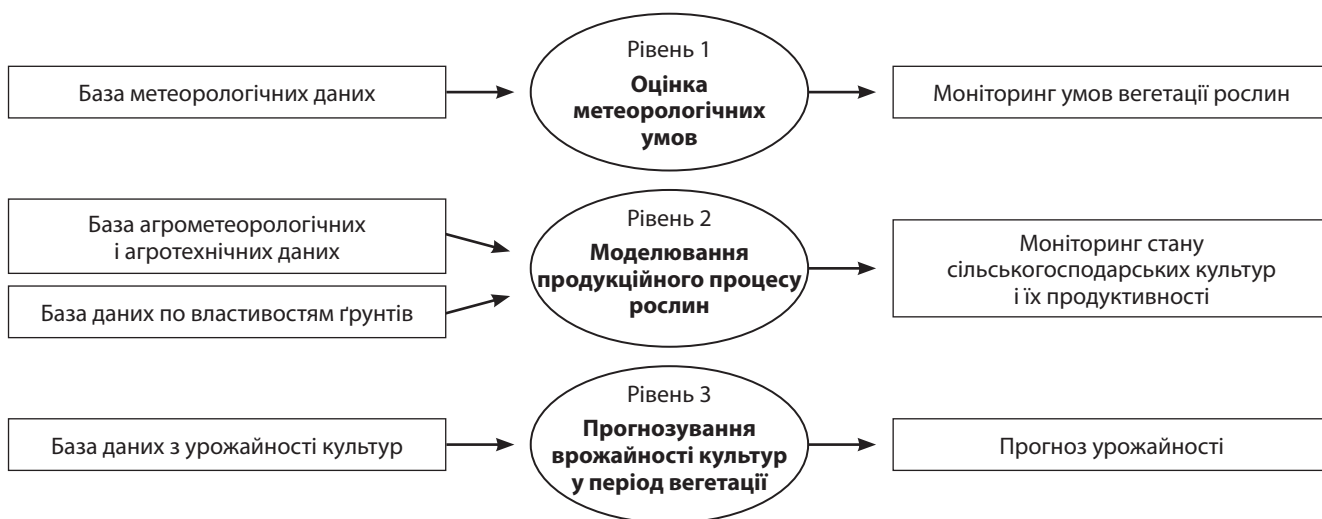 База метеорологічних даних
Рівень 1
Оцінка
метеорологічних
умов
Моніторинг умов вегетації рослин
База агрометеорологічних
і агротехнічних даних
База даних по властивостям ґрунтів
Рівень 2
Моделювання
продукційного процесу
рослин
Моніторинг стану
сільськогосподарських культур
і їх продуктивності
База даних з урожайності культур
Рівень 3
Прогнозування
врожайності культур
у період вегетації
Прогноз урожайності